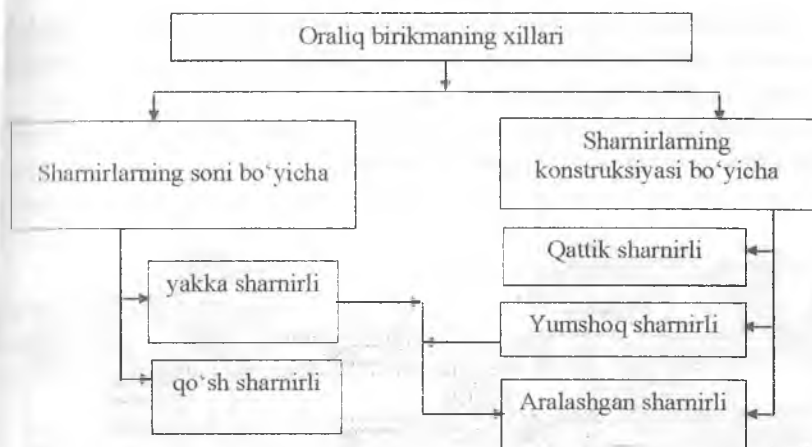 Oraliq birikmaning xillari
Sharnirlarning soni bo‘yicha
Sharnirlarning
konstruksiyasi bo‘yicha
yakka sharnirli
qo‘sh sharnirli
Qattik sharnirli
Yumshoq sharnirli
Aralashgan sharnirli